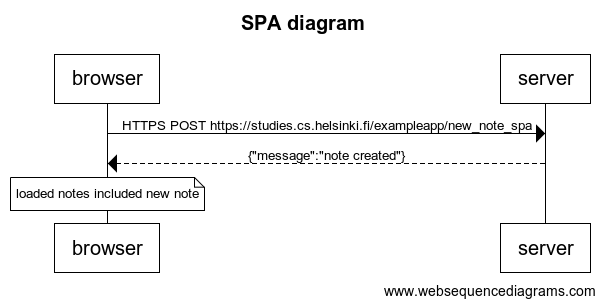 SPA diagram
browser
server
HTTPS POST https://studies.cs.helsinki.fi/exampleapp/new_note_spa
{"message":"note created"}
loaded notes included new note
browser
server
www.websequencediagrams.com